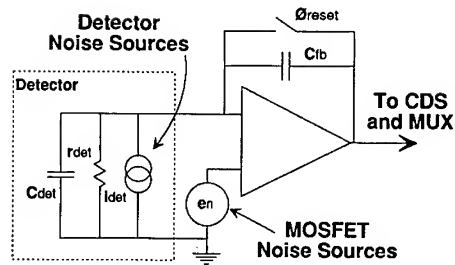 Detector
Noise Sources
Øreset
Cfb
Detector
To CDS
and MUX
rdet
Cdet
idet
en
MOSFET
Noise Sources